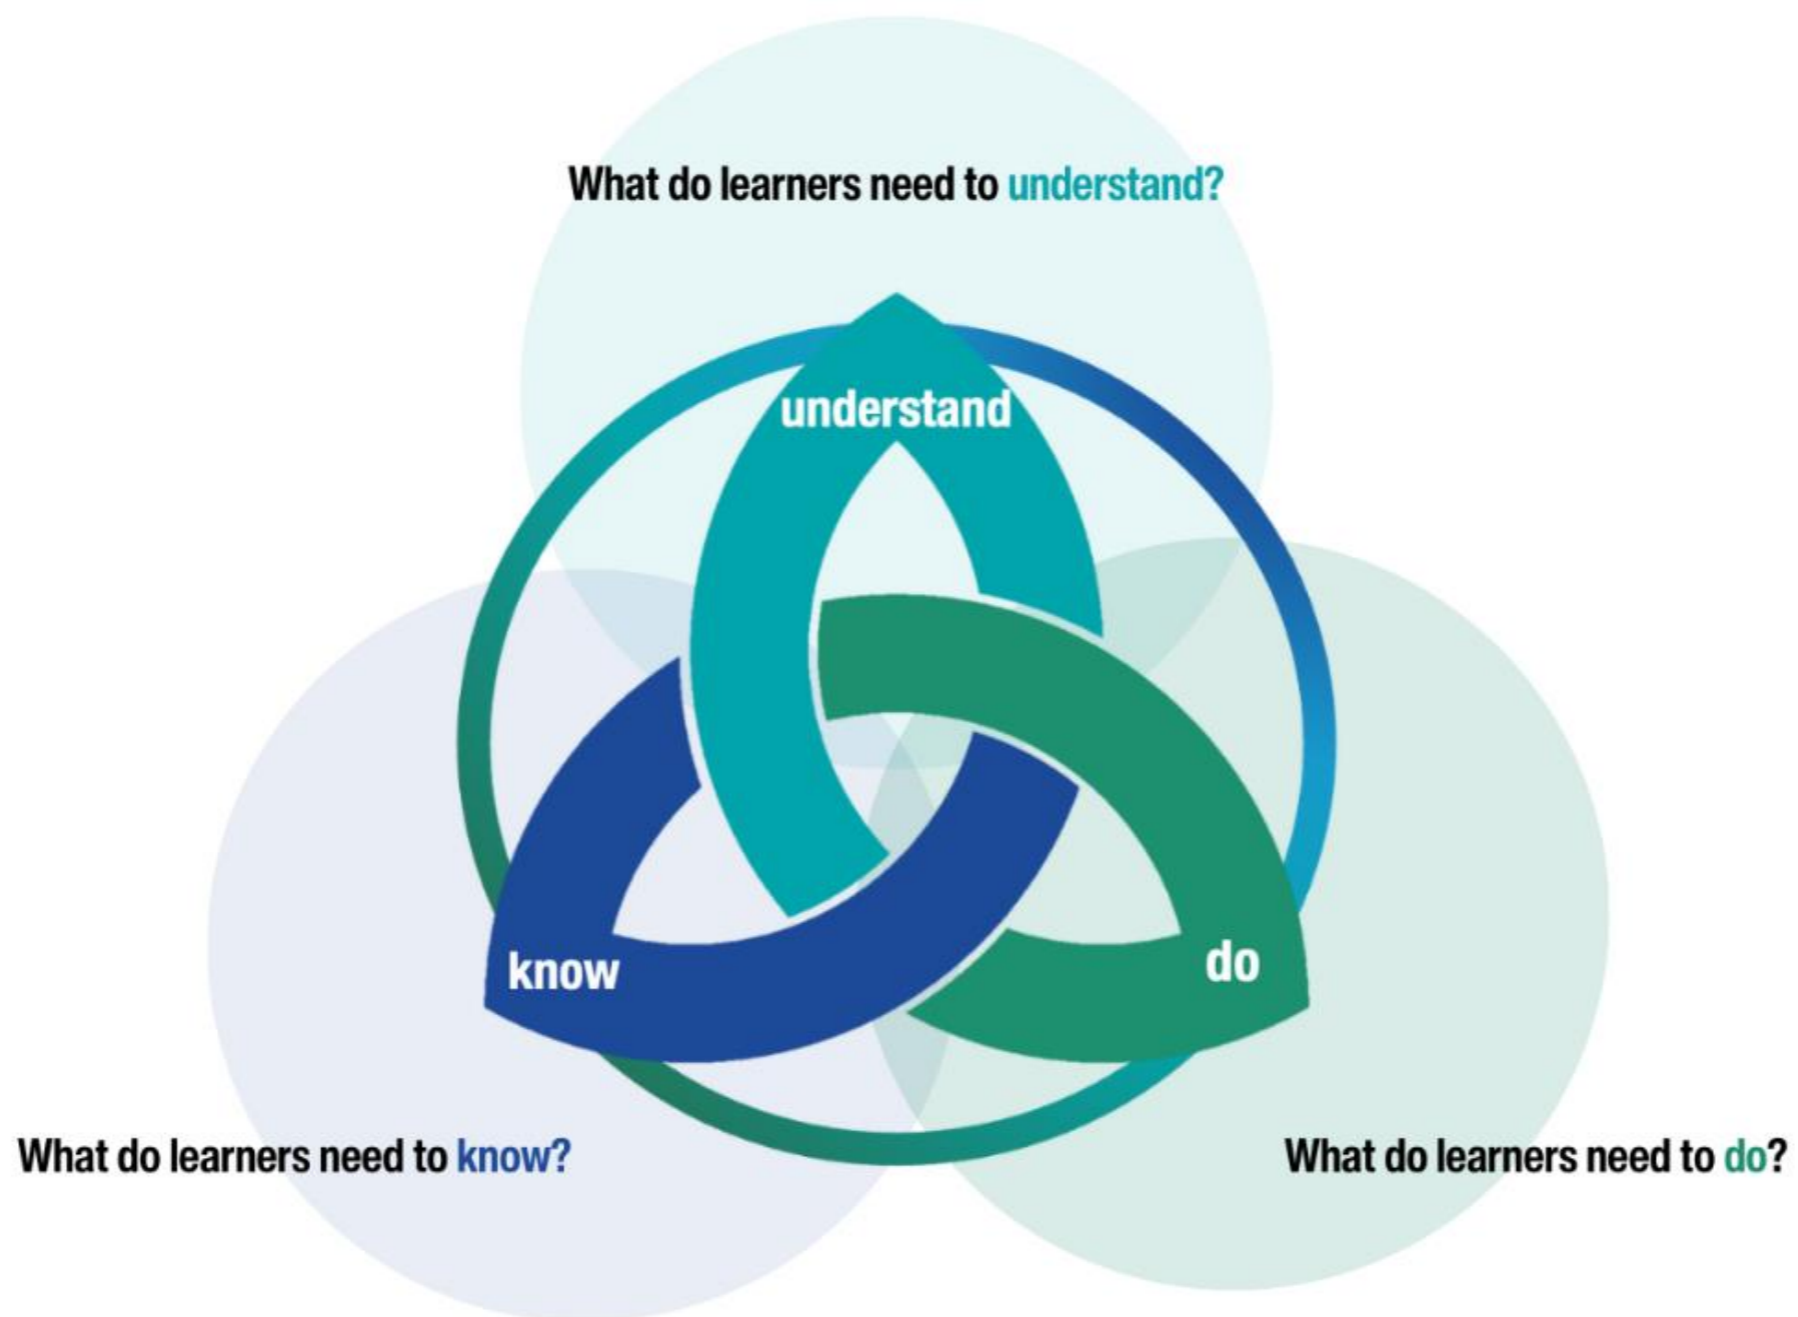 What do learners need to understand?
understand
know
do
What do learners need to know?
What do learners need to do?